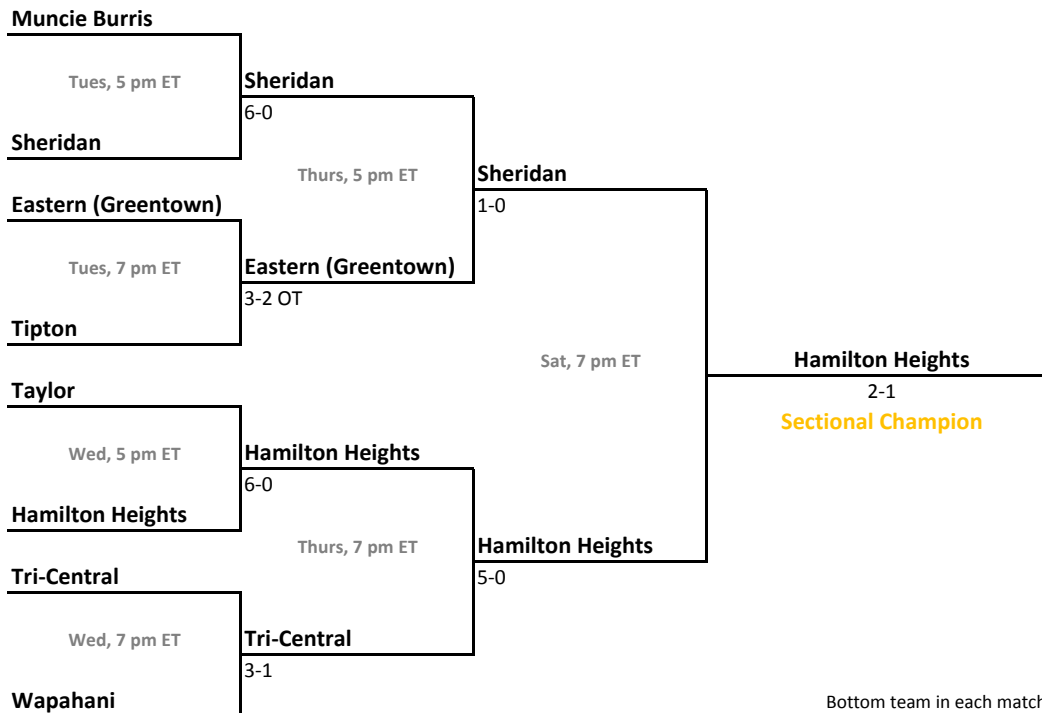 Muncie Burris
Tues, 5 pm ET
Sheridan
6-0
Sheridan
Thurs, 5 pm ET
Sheridan
1-0
Eastern (Greentown)
Tues, 7 pm ET
Eastern (Greentown)
3-2 OT
Tipton
Sat, 7 pm ET
Hamilton Heights
2-1
Sectional Champion
Taylor
Wed, 5 pm ET
Hamilton Heights
6-0
Hamilton Heights
Thurs, 7 pm ET
Hamilton Heights
5-0
Tri-Central
Wed, 7 pm ET
Tri-Central
3-1
Wapahani
Bottom team in each match